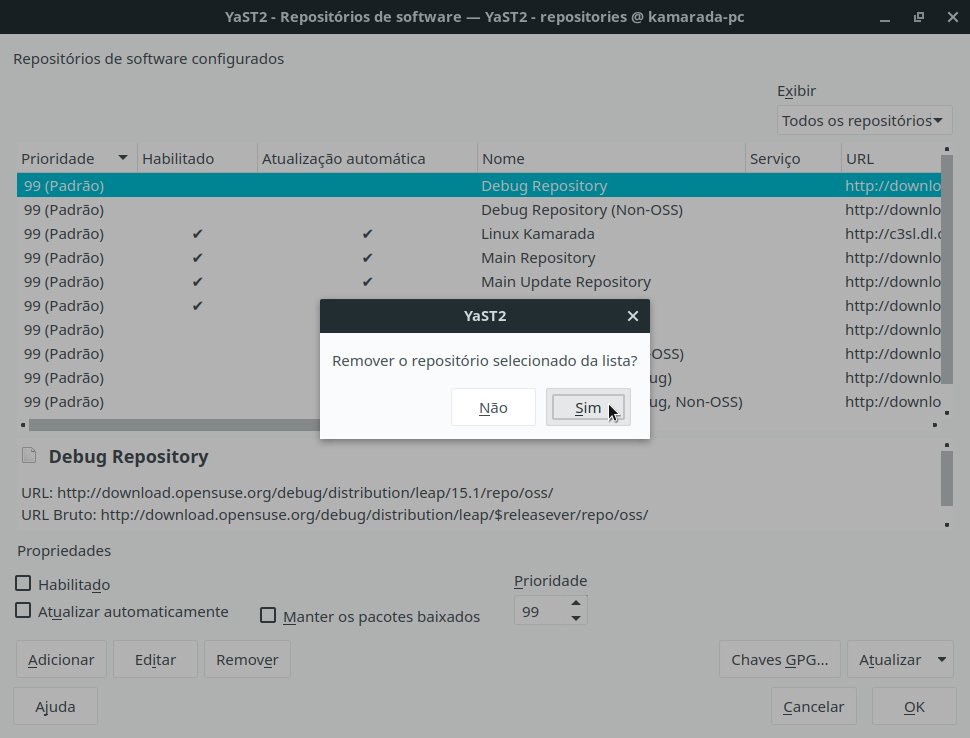 YaST2 - Repositórios de software — YaST2 - repositories @ kamarada-pc
Repositórios de software configurados
Exibir
Todos os repositórios
Prioridade Habilitado Atualização automática Nome Serviço URL
99 (Padrão) Debug Repository http://downlo
99 (Padrão) Debug Repository (Non-OSS) http://downlo
99 (Padrão) ✔ ✔ Linux Kamarada http://c3sl.dl.
99 (Padrão) ✔ ✔ Main Repository http://downlo
99 (Padrão) ✔ ✔ Main Update Repository http://downlo
99 (Padrão) ✔ http://downlo
99 (Padrão) http://downlo
99 (Padrão) OSS) http://downlo
99 (Padrão) ug) http://downlo
99 (Padrão) ug, Non-OSS) http://downlo
YaST2
Remover o repositório selecionado da lista?
Não Sim
Debug Repository
URL: http://download.opensuse.org/debug/distribution/leap/15.1/repo/oss/
URL Bruto: http://download.opensuse.org/debug/distribution/leap/$releasever/repo/oss/
Propriedades
Habilitado
Atualizar automaticamente
Manter os pacotes baixados
Prioridade
99
Adicionar Editar Remover Chaves GPG... Atualizar
Ajuda Cancelar OK